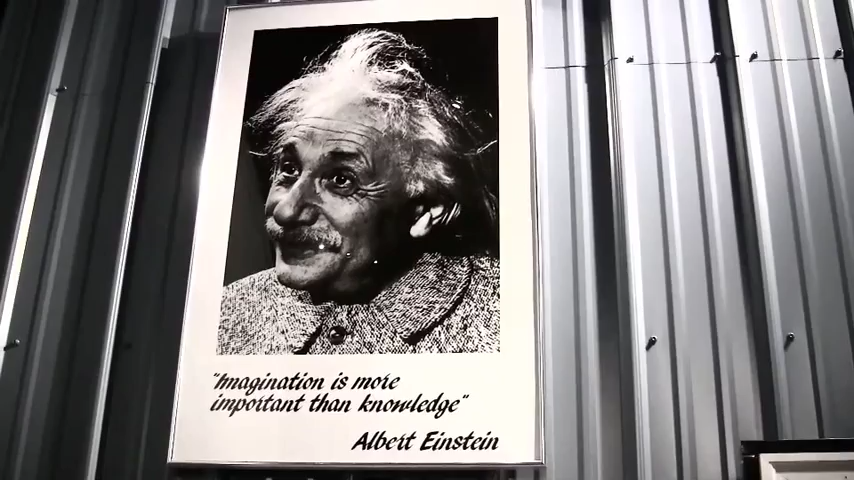 "Imagination is more
important than knowledge"
Albert Einstein